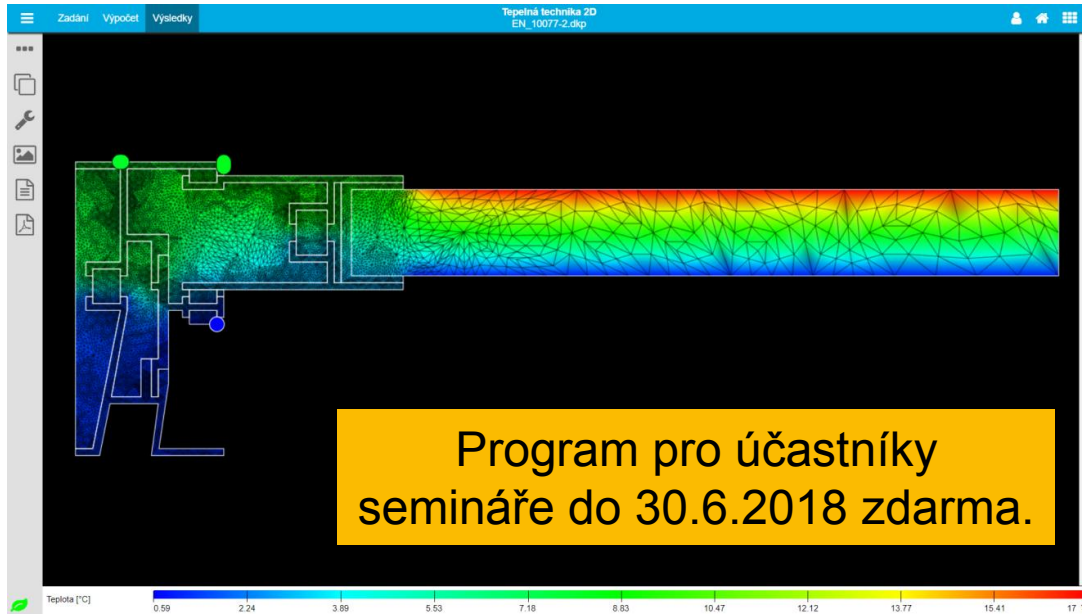 Zadání Výpočet Výsledky
Tepelná technika 2D
EN_10077-2.dkp
Program pro účastníky
semináře do 30.6.2018 zdarma.
Teplota [°C]
0.59 2.24 3.89 5.53 7.18 8.83 10.47 12.12 13.77 15.41 17